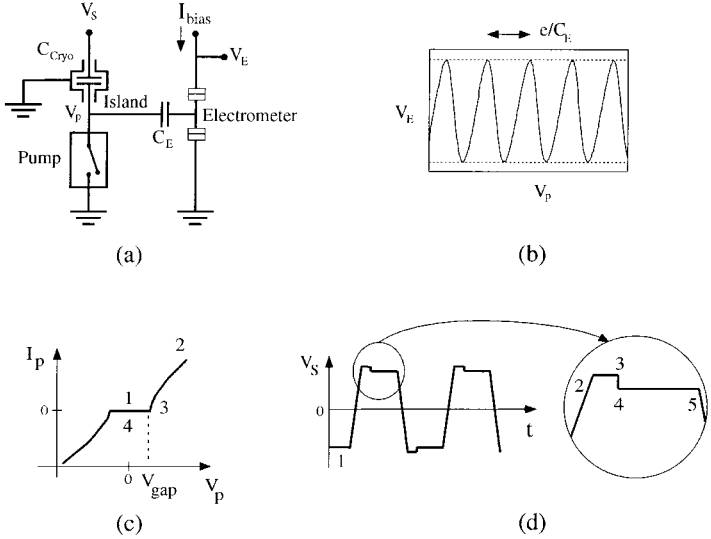 V_S
I_bias
C_Cryo
V_E
Island
V_p
C_E
Electrometer
Pump
(a)
e/C_E
V_E
V_p
(b)
I_p
2
1
0
3
4
0
V_gap
V_p
(c)
V_S
0
t
1
2
3
4
5
(d)